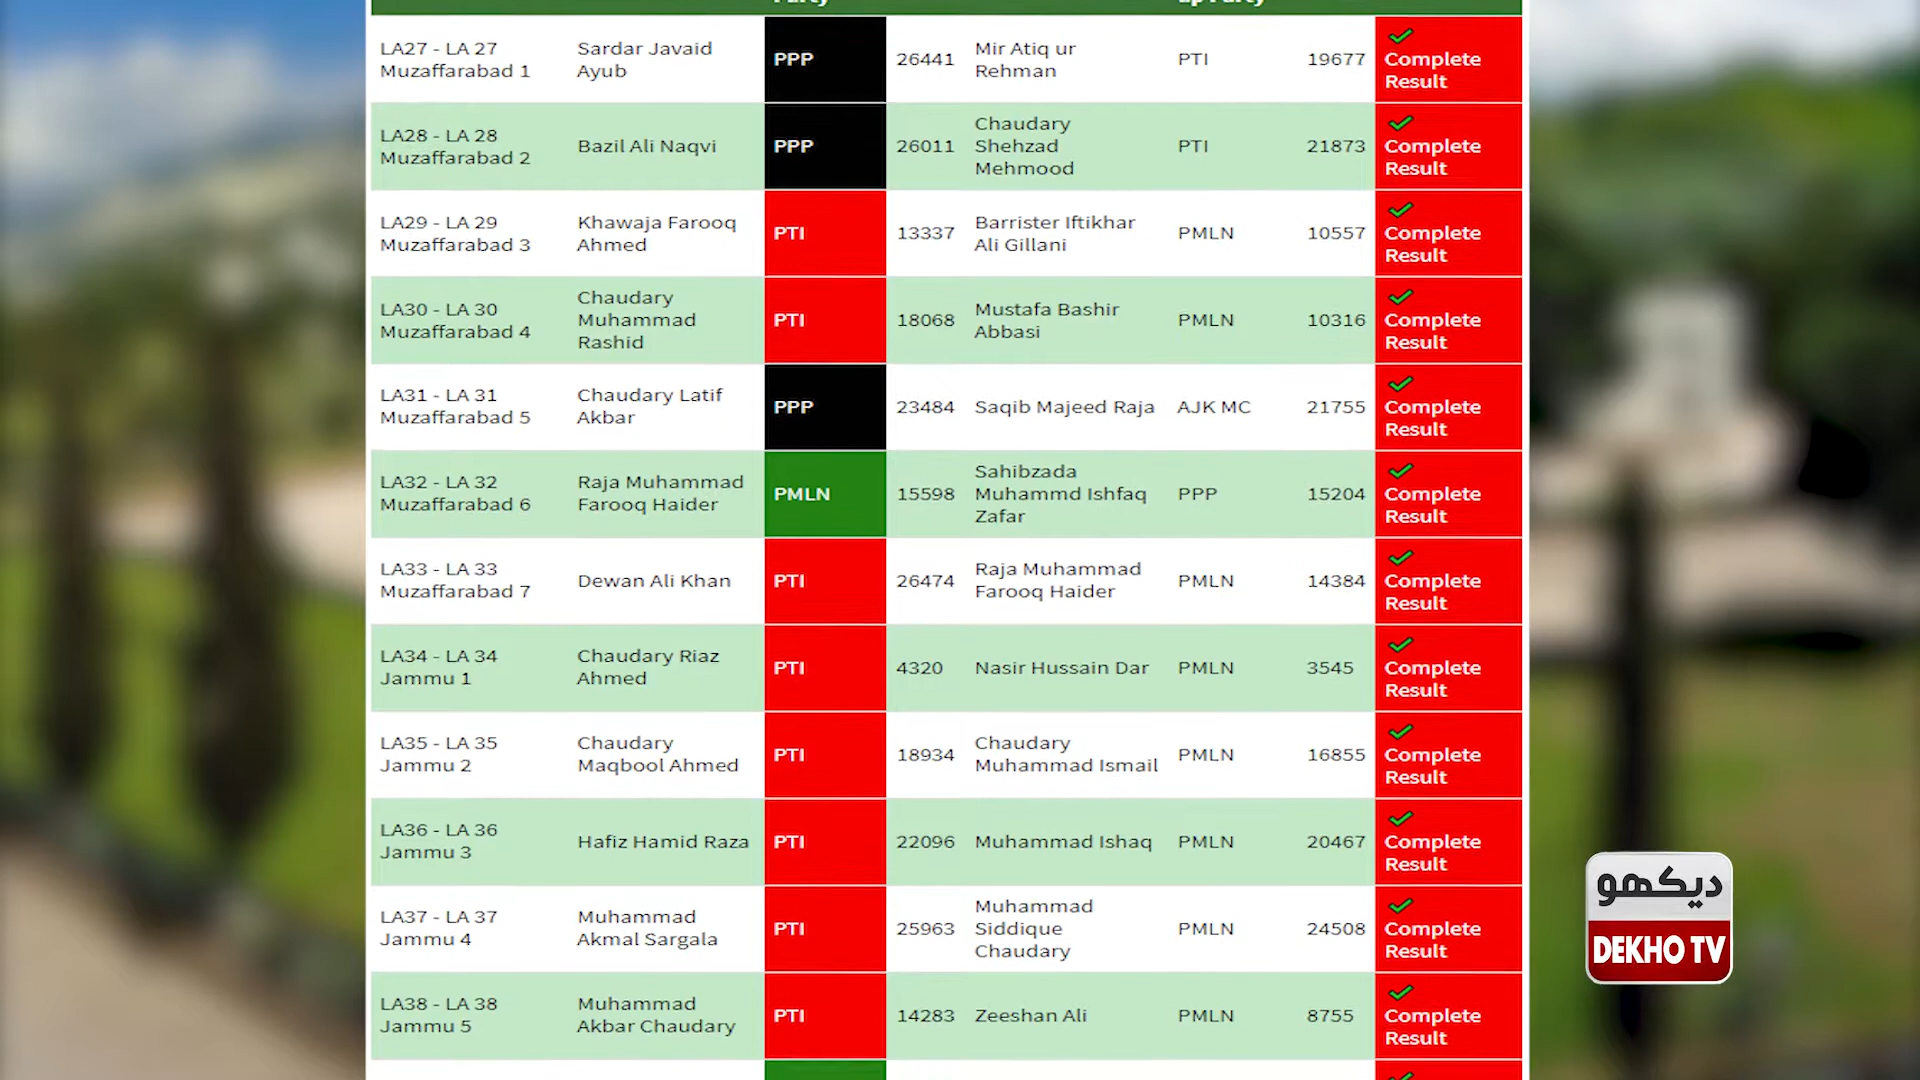 LA27 - LA 27 Muzaffarabad 1 Sardar Javaid Ayub PPP 26441 Mir Atiq ur Rehman PTI 19677 Complete Result
LA28 - LA 28 Muzaffarabad 2 Bazil Ali Naqvi PPP 26011 Chaudary Shehzad Mehmood PTI 21873 Complete Result
LA29 - LA 29 Muzaffarabad 3 Khawaja Farooq Ahmed PTI 13337 Barrister Iftikhar Ali Gillani PMLN 10557 Complete Result
LA30 - LA 30 Muzaffarabad 4 Chaudary Muhammad Rashid PTI 18068 Mustafa Bashir Abbasi PMLN 10316 Complete Result
LA31 - LA 31 Muzaffarabad 5 Chaudary Latif Akbar PPP 23484 Saqib Majeed Raja AJK MC 21755 Complete Result
LA32 - LA 32 Muzaffarabad 6 Raja Muhammad Farooq Haider PMLN 15598 Sahibzada Muhammd Ishfaq Zafar PPP 15204 Complete Result
LA33 - LA 33 Muzaffarabad 7 Dewan Ali Khan PTI 26474 Raja Muhammad Farooq Haider PMLN 14384 Complete Result
LA34 - LA 34 Jammu 1 Chaudary Riaz Ahmed PTI 4320 Nasir Hussain Dar PMLN 3545 Complete Result
LA35 - LA 35 Jammu 2 Chaudary Maqbool Ahmed PTI 18934 Chaudary Muhammad Ismail PMLN 16855 Complete Result
LA36 - LA 36 Jammu 3 Hafiz Hamid Raza PTI 22096 Muhammad Ishaq PMLN 20467 Complete Result
LA37 - LA 37 Jammu 4 Muhammad Akmal Sargala PTI 25963 Muhammad Siddique Chaudary PMLN 24508 Complete Result
LA38 - LA 38 Jammu 5 Muhammad Akbar Chaudary PTI 14283 Zeeshan Ali PMLN 8755 Complete Result
دیکھو
DEKHO TV